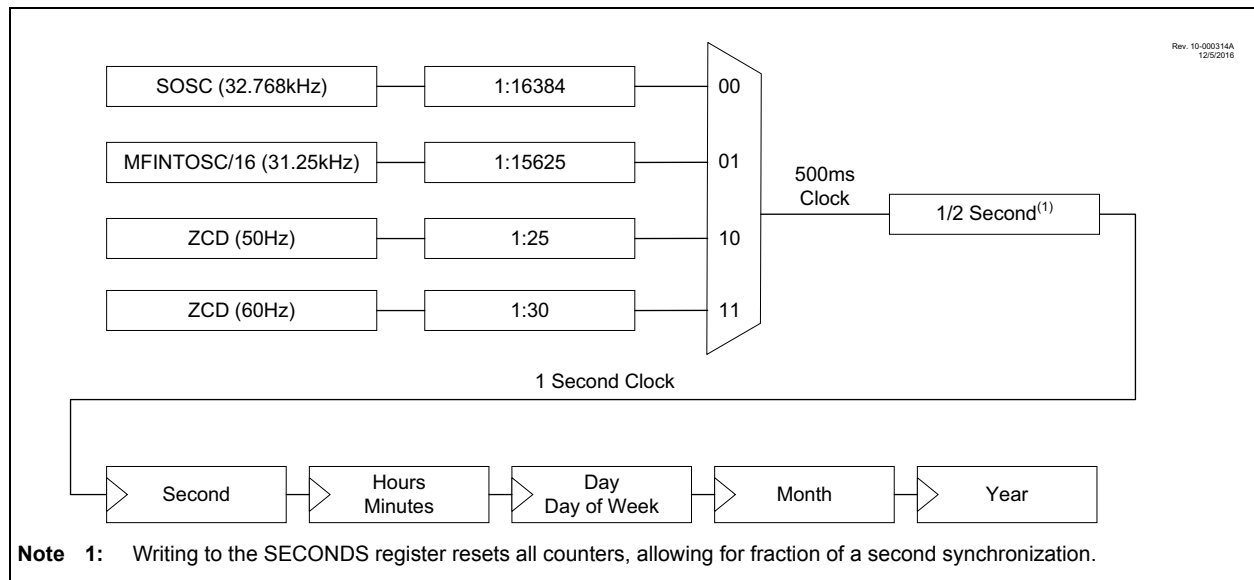 Rev. 10-000314A
12/5/2016
SOSC (32.768kHz)
1:16384
00
MFINTOSC/16 (31.25kHz)
1:15625
01
500ms
Clock
1/2 Second(1)
ZCD (50Hz)
1:25
10
ZCD (60Hz)
1:30
11
1 Second Clock
Second
Hours
Minutes
Day
Day of Week
Month
Year
Note 1: Writing to the SECONDS register resets all counters, allowing for fraction of a second synchronization.